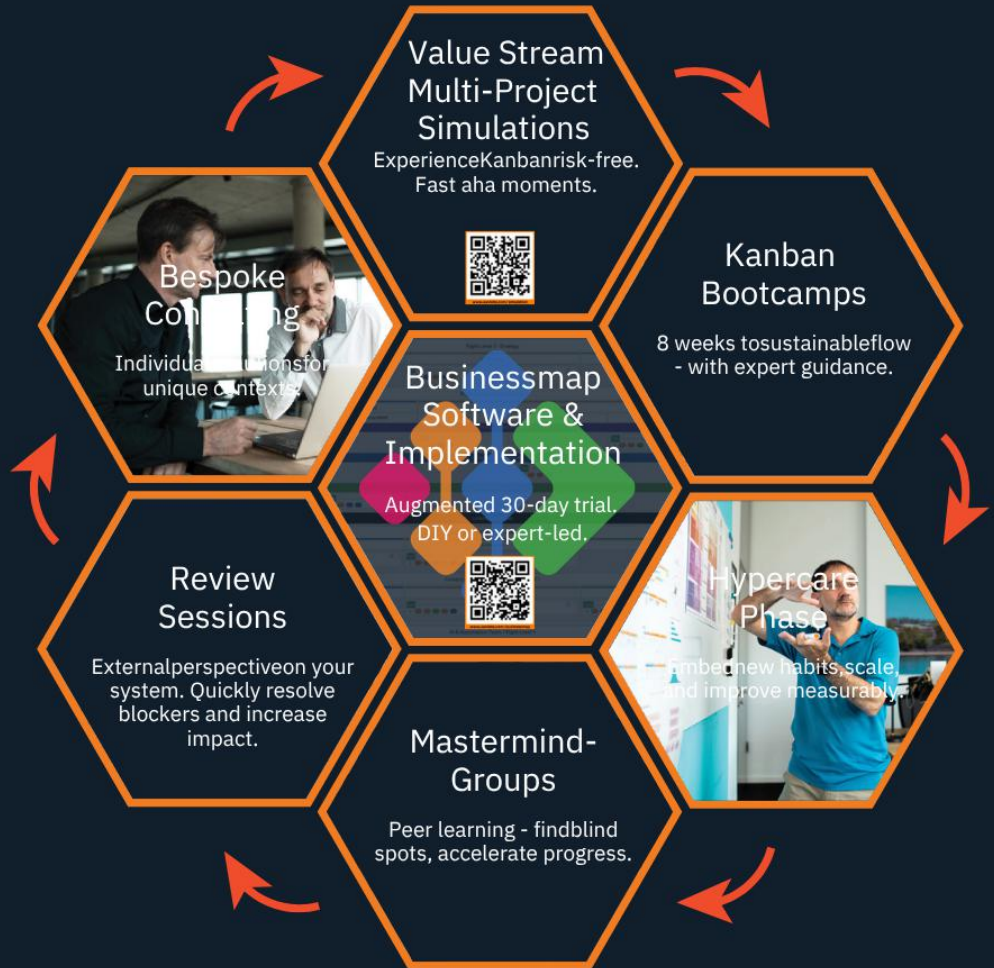 Value Stream
Multi-Project
Simulations
ExperienceKanbanrisk-free.
Fast aha moments.
Kanban
Bootcamps
8 weeks tosustainableflow
- with expert guidance.
Bespoke
for
unique contexts.
Businessmap
Software &
Implementation
Augmented 30-day trial.
DIY or expert-led.
Hypercare
Phase
Embednew habits,scale,
and improve measurably.
Review
Sessions
Externalperspectiveon your
system. Quickly resolve
blockers and increase
impact.
Mastermind-
Groups
Peer learning - findblind
spots, accelerate progress.